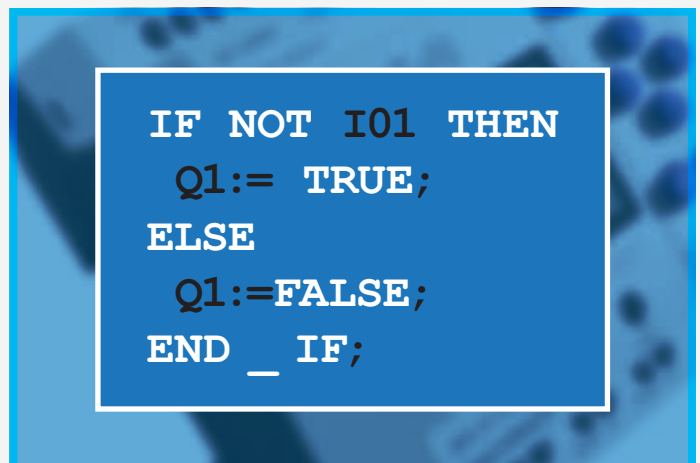 IF NOT I01 THEN
Q1:= TRUE;
ELSE
Q1:=FALSE;
END _ IF;